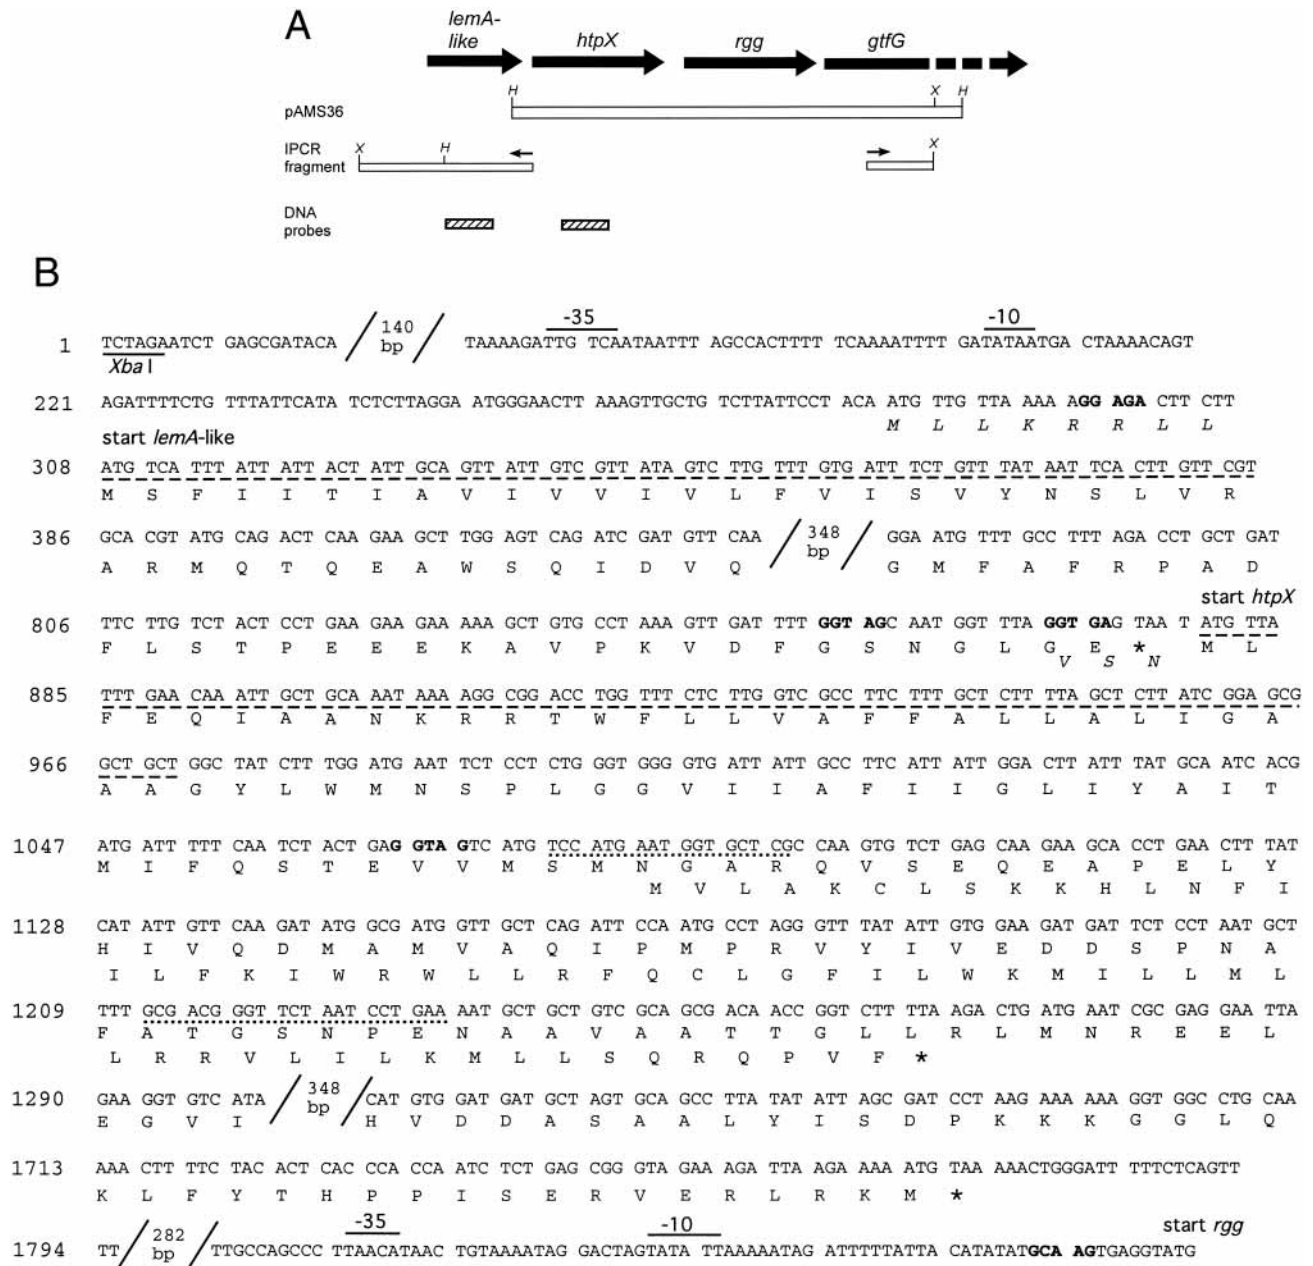 A
lemA-like htpX rgg gtfG
H X H
pAMS36
X H X
IPCR fragment
DNA probes
B
-35 -10
1 TCTAGAATCT GAGCGATACA 140 bp TAAAAGATTG TCAATAATTT AGCCACTTTT TCAAAATTTT GATATAATGA CTAAAACAGT
Xba I
221 AGATTTTCTG TTTATTCATA TCTCTTAGGA ATGGGAACTT AAAGTTGCTG TCTTATTCCT ACA ATG TTG TTA AAA AGG AGA CTT CTT
M L L K R R L L
start lemA-like
308 ATG TCA TTT ATT ATT ACT ATT GCA GTT ATT GTC GTT ATA GTC TTG TTT GTG ATT TCT GTT TAT AAT TCA CTT GTT CGT
M S F I I T I A V I V V I V L F V I S V Y N S L V R
386 GCA CGT ATG CAG ACT CAA GAA GCT TGG AGT CAG ATC GAT GTT CAA 348 bp GGA ATG TTT GCC TTT AGA CCT GCT GAT
A R M Q T Q E A W S Q I D V Q G M F A F R P A D
start htpX
806 TTC TTG TCT ACT CCT GAA GAA GAA AAA GCT GTG CCT AAA GTT GAT TTT GGT AGC AAT GGT TTA GGT GAG TAA T ATG TTA
F L S T P E E E K A V P K V D F G S N G L G E * M L
V S N
885 TTT GAA CAA ATT GCT GCA AAT AAA AGG CGG ACC TGG TTT CTC TTG GTC GCC TTC TTT GCT CTT TTA GCT CTT ATC GGA GCG
F E Q I A A N K R R T W F L L V A F F A L L A L I G A
966 GCT GCT GGC TAT CTT TGG ATG AAT TCT CCT CTG GGT GGG GTG ATT ATT GCC TTC ATT ATT GGA CTT ATT TAT GCA ATC ACG
A A G Y L W M N S P L G G V I I A F I I G L I Y A I T
1047 ATG ATT TTT CAA TCT ACT GAG GTA GTC ATG TCC ATG AAT GGT GCT CGC CAA GTG TCT GAG CAA GAA GCA CCT GAA CTT TAT
M I F Q S T E V V M S M N G A R Q V S E Q E A P E L Y
M V L A K C L S K K H L N F I
1128 CAT ATT GTT CAA GAT ATG GCG ATG GTT GCT CAG ATT CCA ATG CCT AGG GTT TAT ATT GTG GAA GAT GAT TCT CCT AAT GCT
H I V Q D M A M V A Q I P M P R V Y I V E D D S P N A
I L F K I W R W L L R F Q C L G F I L W K M I L L M L
1209 TTT GCG ACG GGT TCT AAT CCT GAA AAT GCT GCT GTC GCA GCG ACA ACC GGT CTT TTA AGA CTG ATG AAT CGC GAG GAA TTA
F A T G S N P E N A A V A A T T G L L R L M N R E E L
L R R V L I L K M L L S Q R Q P V F *
1290 GAA GGT GTC ATA 348 bp CAT GTG GAT GAT GCT AGT GCA GCC TTA TAT ATT AGC GAT CCT AAG AAA AAA GGT GGC CTG CAA
E G V I H V D D A S A A L Y I S D P K K K G G L Q
1713 AAA CTT TTC TAC ACT CAC CCA CCA ATC TCT GAG CGG GTA GAA AGA TTA AGA AAA ATG TAA AAACTGGGATT TTTCTCAGTT
K L F Y T H P P I S E R V E R L R K M *
-35 -10 start rgg
1794 TT 282 bp TTGCCAGCCC TTAACATAAC TGTAAAATAG GACTAGTATA TTAAAAATAG ATTTTTATTA CATATATGCA AGTGAGGTATG